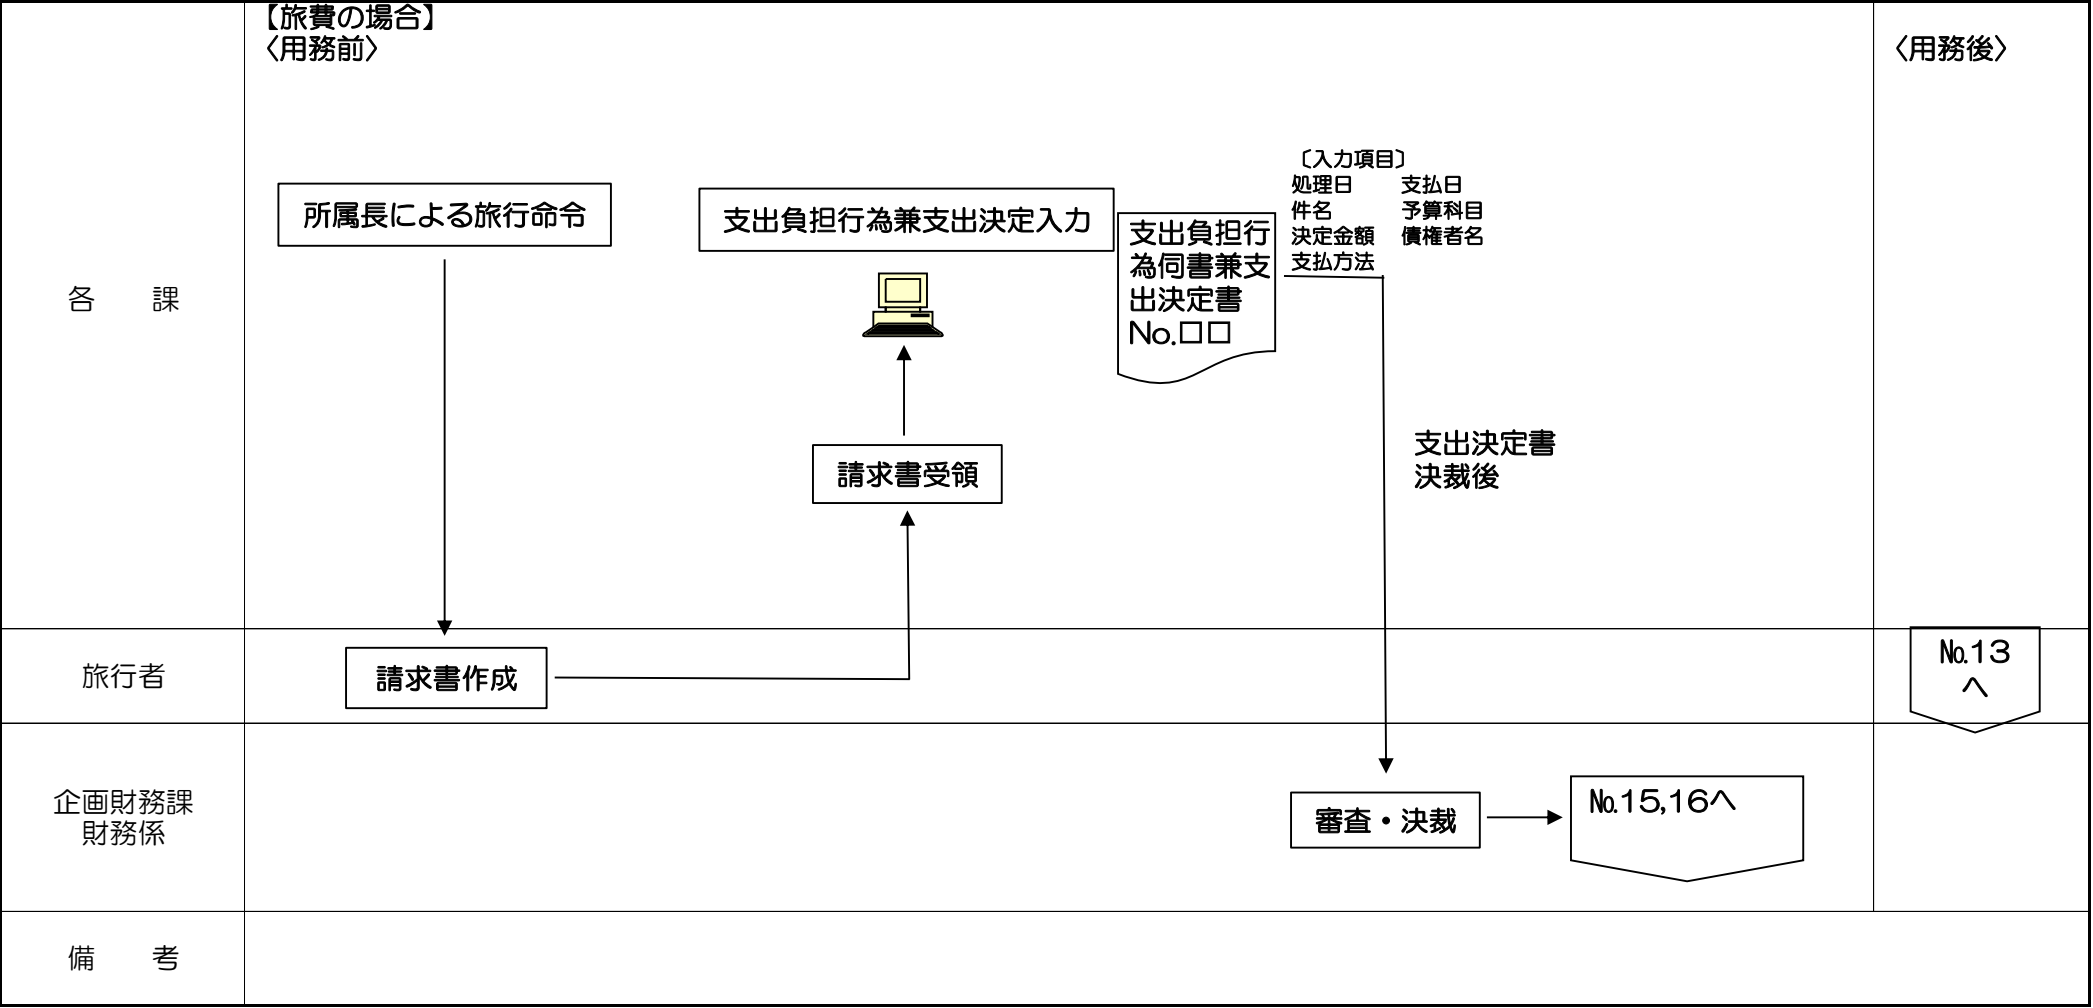 【旅費の場合】
〈用務前〉
〈用務後〉
各　　課
所属長による旅行命令
支出負担行為兼支出決定入力
支出負担行
為伺書兼支
出決定書
No.□□
〔入力項目〕
処理日　　支払日
件名　　　予算科目
決定金額　債権者名
支払方法
請求書受領
支出決定書
決裁後
旅行者
請求書作成
№13
へ
企画財務課
財務係
審査・決裁
№15,16へ
備　　考